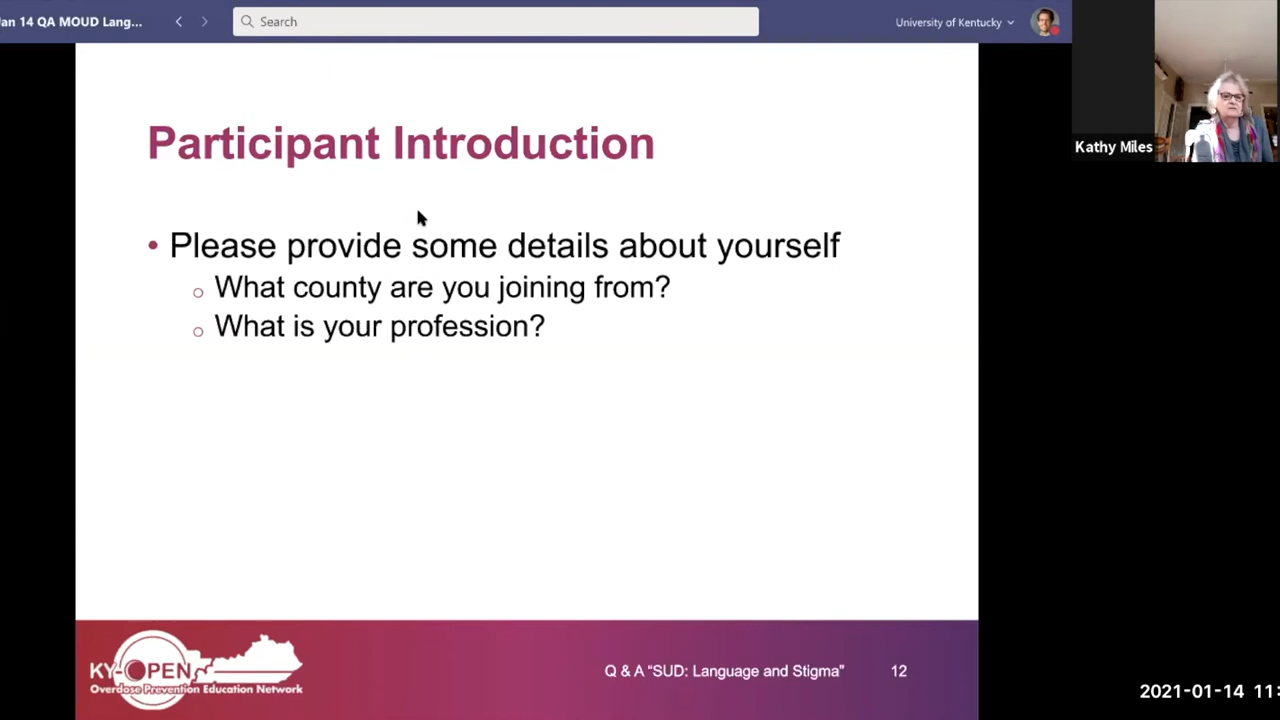 Jan 14 QA MOUD Lang...
Search
University of Kentucky
Kathy Miles
Participant Introduction
• Please provide some details about yourself
o What county are you joining from?
o What is your profession?
KY-OPEN
Overdose Prevention Education Network
Q & A “SUD: Language and Stigma”
12
2021-01-14 11: